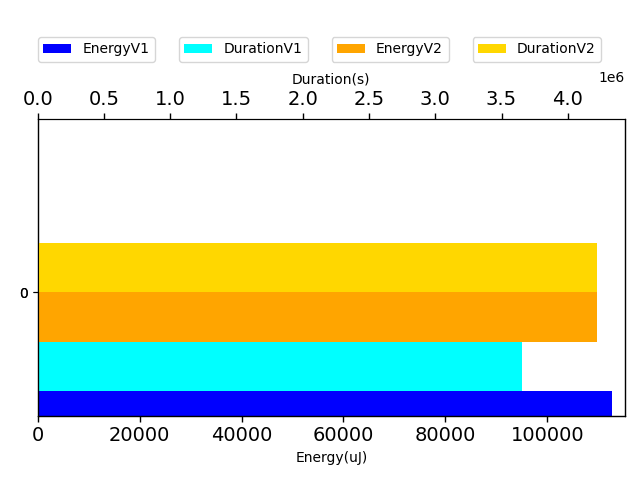 EnergyV1 DurationV1 EnergyV2 DurationV2
Duration(s)
1e6
0.0 0.5 1.0 1.5 2.0 2.5 3.0 3.5 4.0
0
0 20000 40000 60000 80000 100000
Energy(uJ)